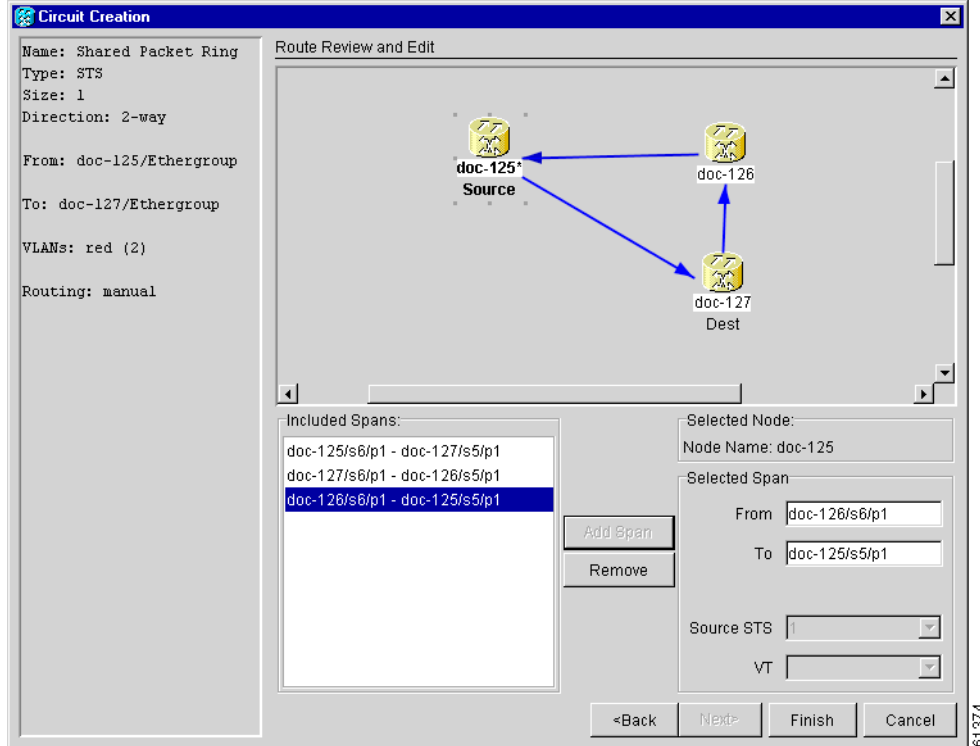 Circuit Creation
Name: Shared Packet Ring
Type: STS
Size: 1
Direction: 2-way
From: doc-125/Ethergroup
To: doc-127/Ethergroup
VLANs: red (2)
Routing: manual
Route Review and Edit
doc-125*
Source
doc-126
doc-127
Dest
Included Spans:
doc-125/s6/p1 - doc-127/s5/p1
doc-127/s6/p1 - doc-126/s5/p1
doc-126/s6/p1 - doc-125/s5/p1
Add Span
Remove
Selected Node:
Node Name: doc-125
Selected Span
From doc-126/s6/p1
To doc-125/s5/p1
Source STS 1
VT
<Back
Next>
Finish
Cancel
61374